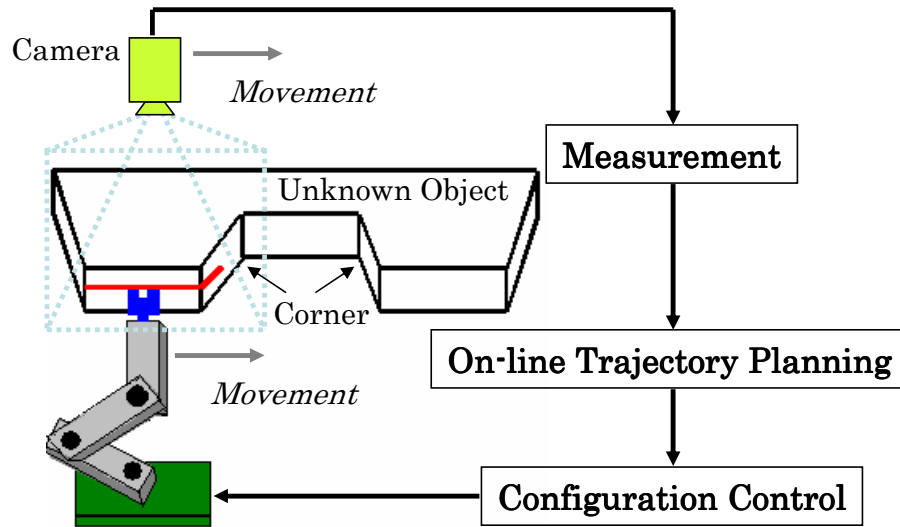 Camera
Movement
Measurement
Unknown Object
Corner
On-line Trajectory Planning
Movement
Configuration Control